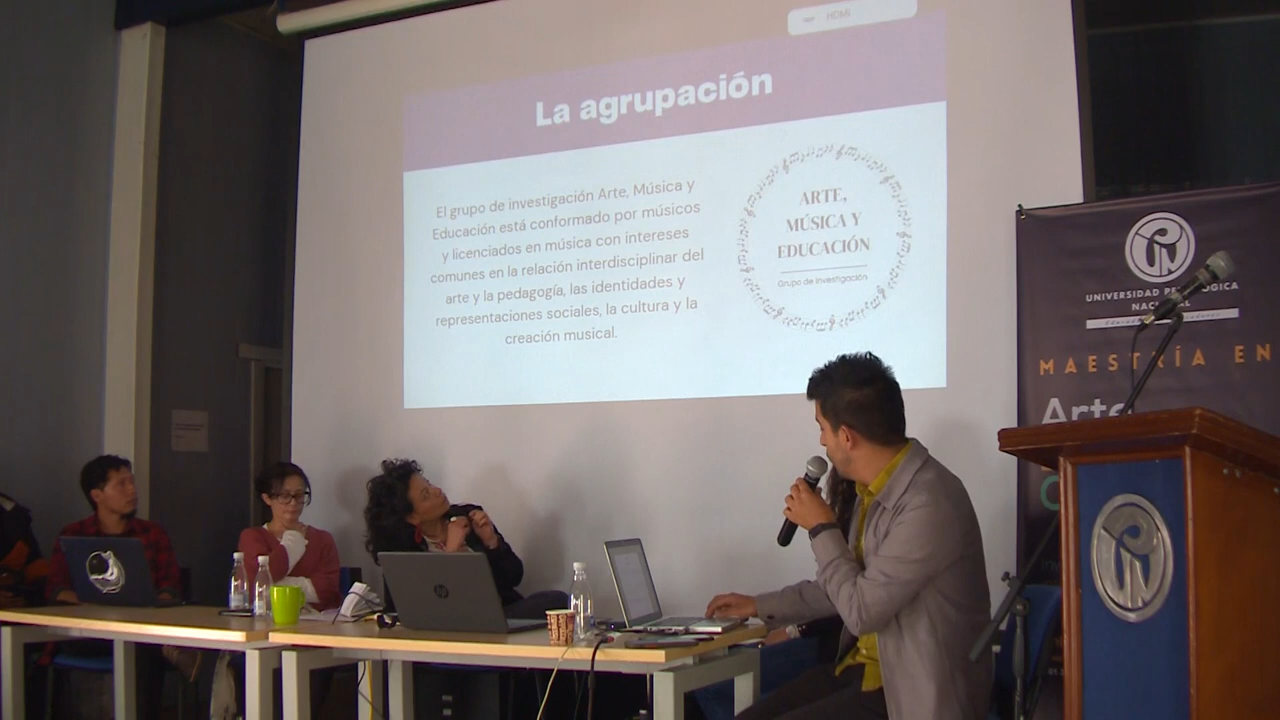 HDMI
La agrupación
El grupo de investigación Arte, Música y
Educación está conformado por músicos
y licenciados en música con intereses
comunes en la relación interdisciplinar del
arte y la pedagogía, las identidades y
representaciones sociales, la cultura y la
creación musical.
ARTE,
MÚSICA Y
EDUCACIÓN
Grupo de investigación
UNIVERSIDAD PEDAGÓGICA
NACIONAL
MAESTRÍA EN
Arte
hp